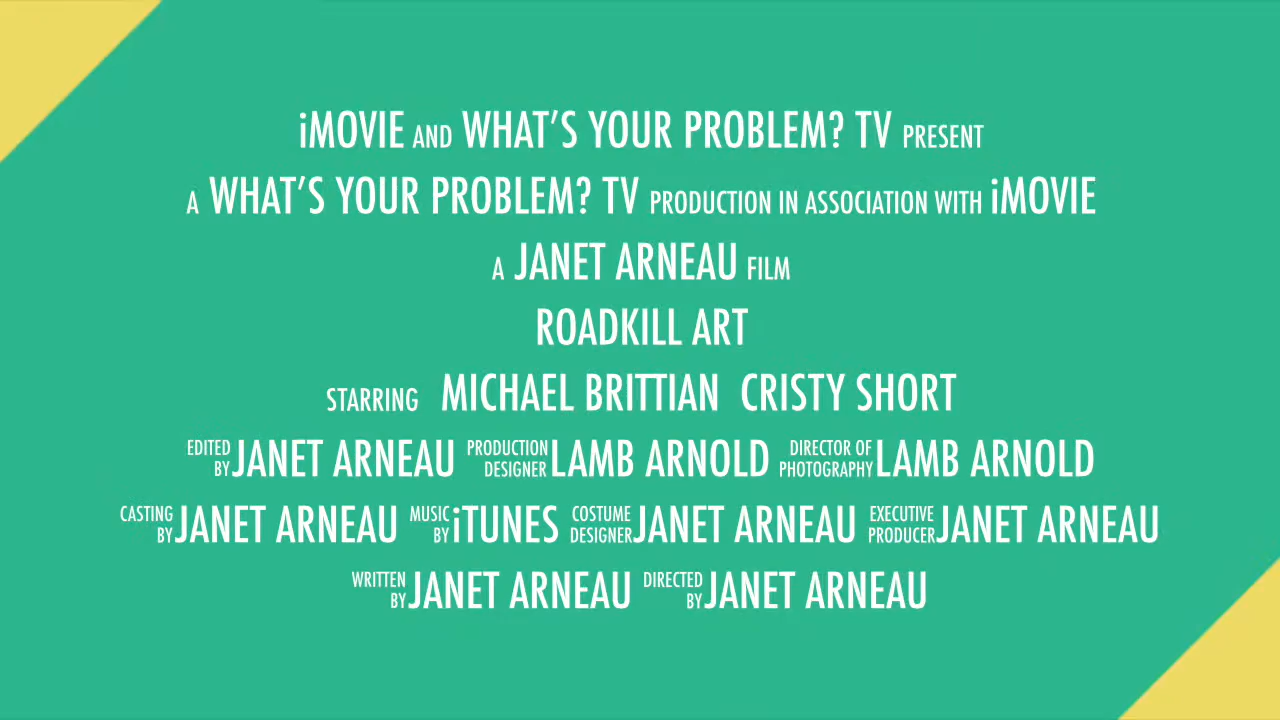 iMOVIE AND WHAT'S YOUR PROBLEM? TV PRESENT
A WHAT'S YOUR PROBLEM? TV PRODUCTION IN ASSOCIATION WITH iMOVIE
A JANET ARNEAU FILM
ROADKILL ART
STARRING MICHAEL BRITTIAN CRISTY SHORT
EDITED BY JANET ARNEAU PRODUCTION DESIGNER LAMB ARNOLD DIRECTOR OF PHOTOGRAPHY LAMB ARNOLD
CASTING BY JANET ARNEAU MUSIC BY iTUNES COSTUME DESIGNER JANET ARNEAU EXECUTIVE PRODUCER JANET ARNEAU
WRITTEN BY JANET ARNEAU DIRECTED BY JANET ARNEAU